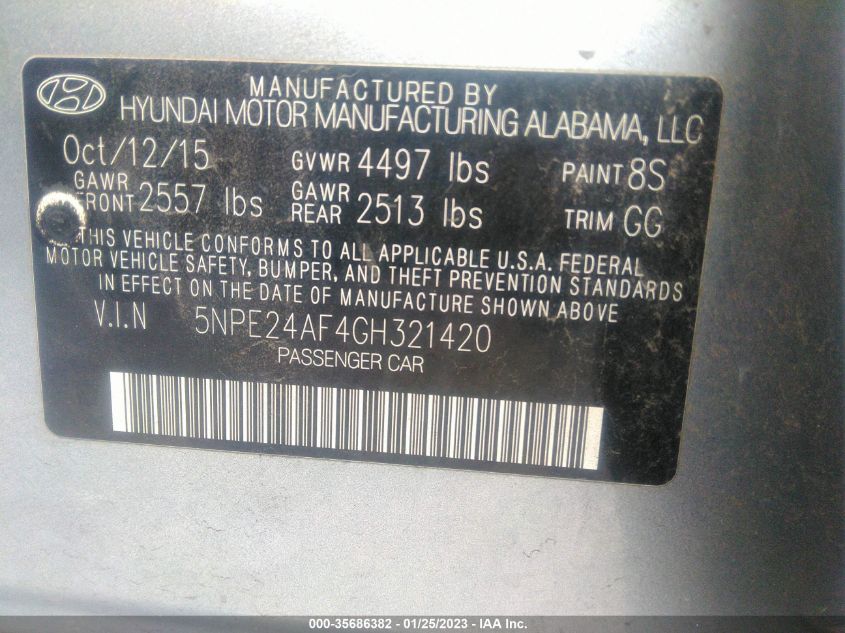 MANUFACTURED BY
HYUNDAI MOTOR MANUFACTURING ALABAMA, LLC
Oct/12/15 GVWR 4497 lbs PAINT 8S
GAWR FRONT 2557 lbs GAWR REAR 2513 lbs TRIM GG
THIS VEHICLE CONFORMS TO ALL APPLICABLE U.S.A. FEDERAL
MOTOR VEHICLE SAFETY, BUMPER, AND THEFT PREVENTION STANDARDS
IN EFFECT ON THE DATE OF MANUFACTURE SHOWN ABOVE
V.I.N 5NPE24AF4GH321420
PASSENGER CAR
000-35686382 / 01/25/2023 - IAA Inc.